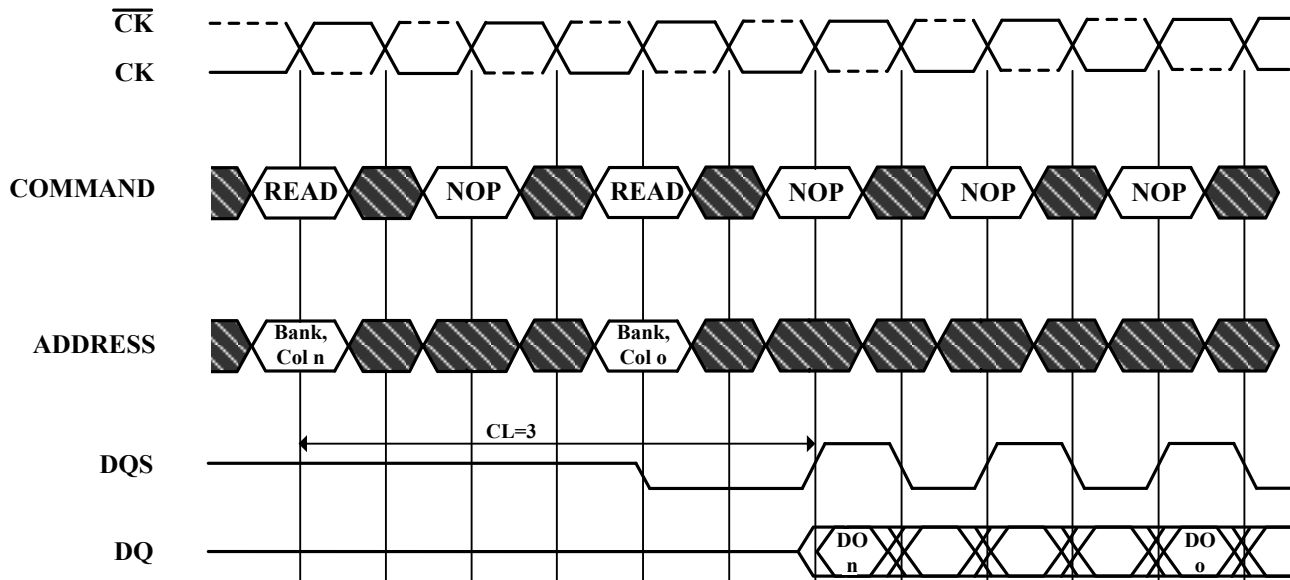 C̅K̅
CK
COMMAND
READ NOP READ NOP NOP NOP
ADDRESS
Bank,
Col n
Bank,
Col o
CL=3
DQS
DQ
DO
n
DO
o